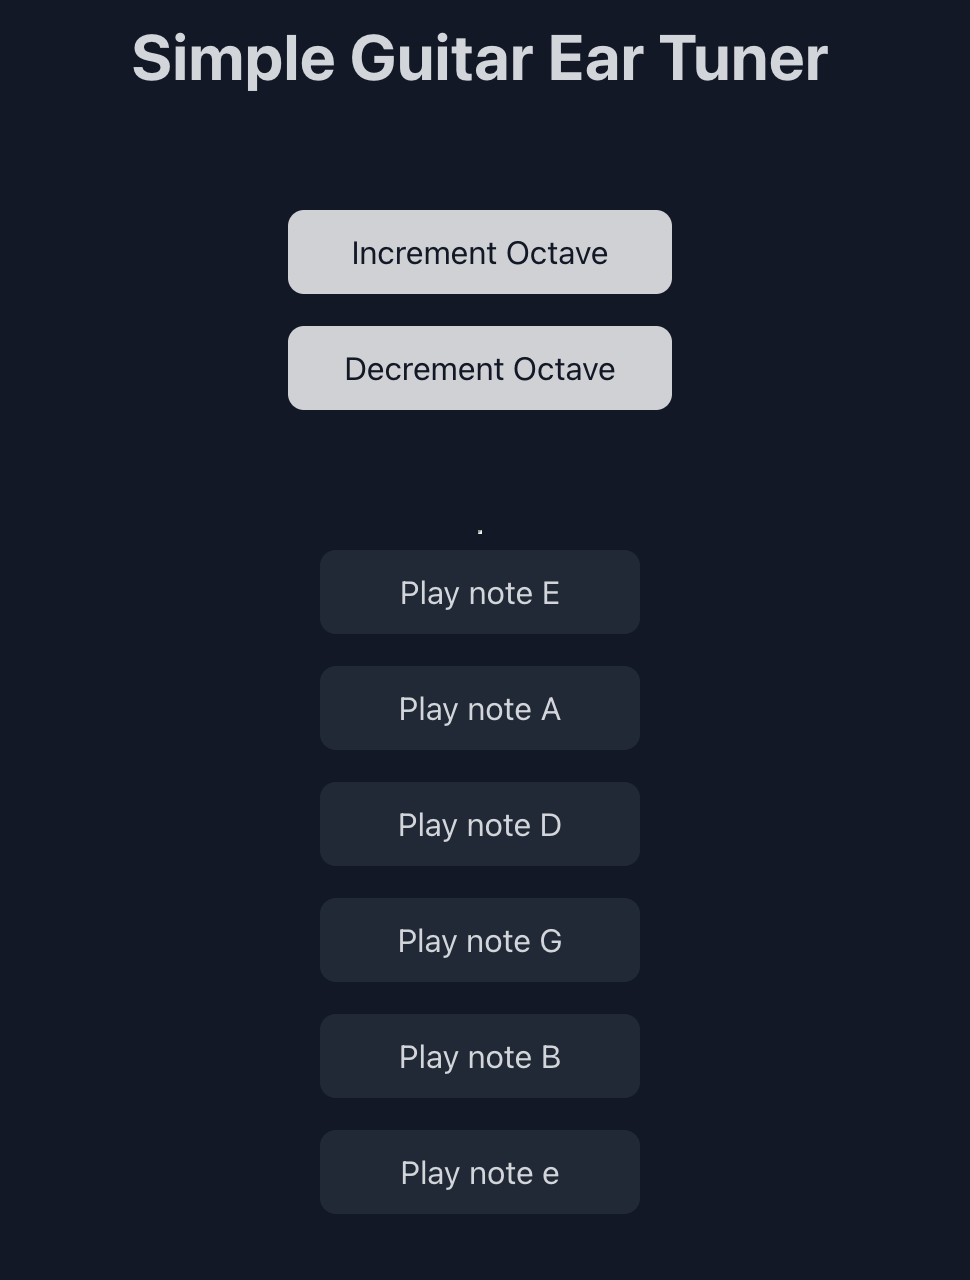 Simple Guitar Ear Tuner
Increment Octave
Decrement Octave
.
Play note E
Play note A
Play note D
Play note G
Play note B
Play note e